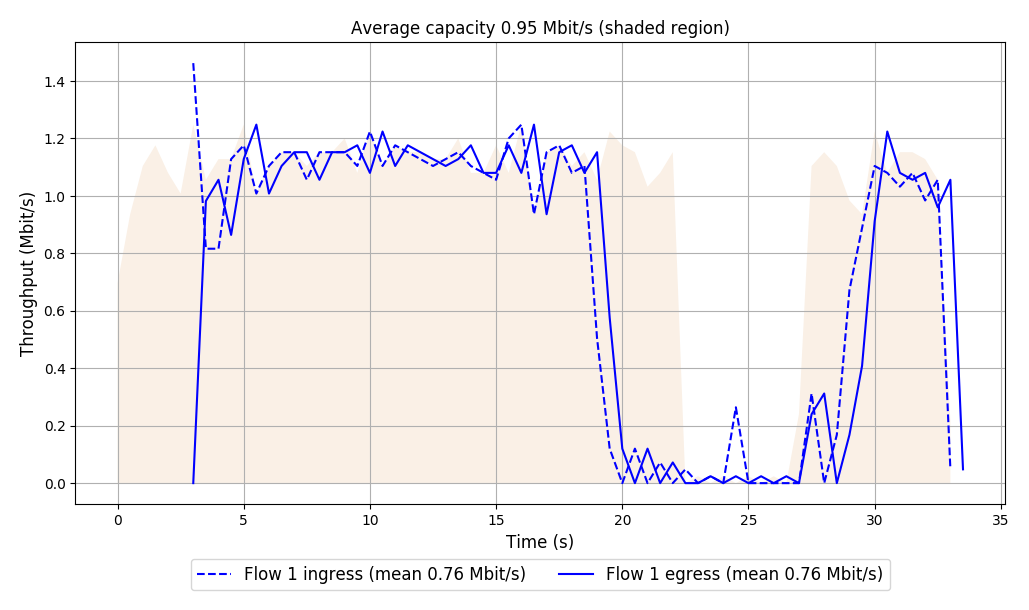 Average capacity 0.95 Mbit/s (shaded region)
Throughput (Mbit/s)
1.4
1.2
1.0
0.8
0.6
0.4
0.2
0.0
0 5 10 15 20 25 30 35
Time (s)
Flow 1 ingress (mean 0.76 Mbit/s) Flow 1 egress (mean 0.76 Mbit/s)